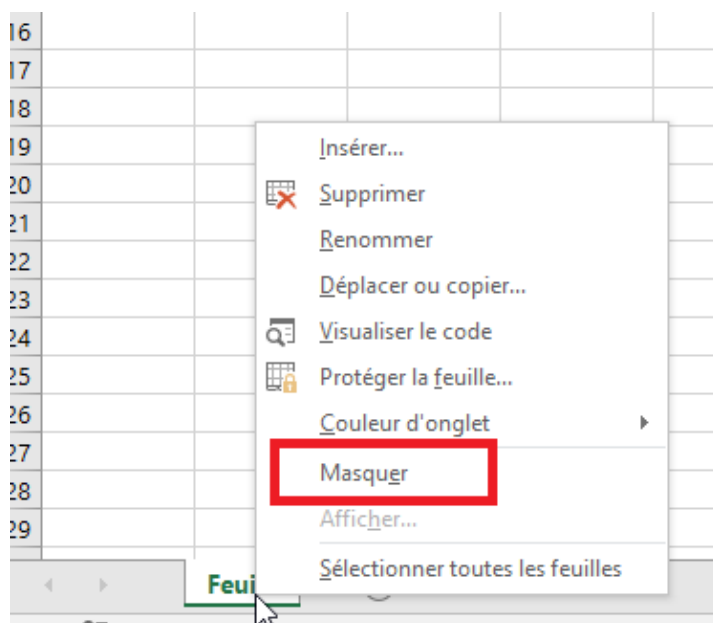 16
17
18
19
20
21
22
23
24
25
26
27
28
29
Insérer...
Supprimer
Renommer
Déplacer ou copier...
Visualiser le code
Protéger la feuille...
Couleur d'onglet
Masquer
Afficher...
Sélectionner toutes les feuilles
Feui